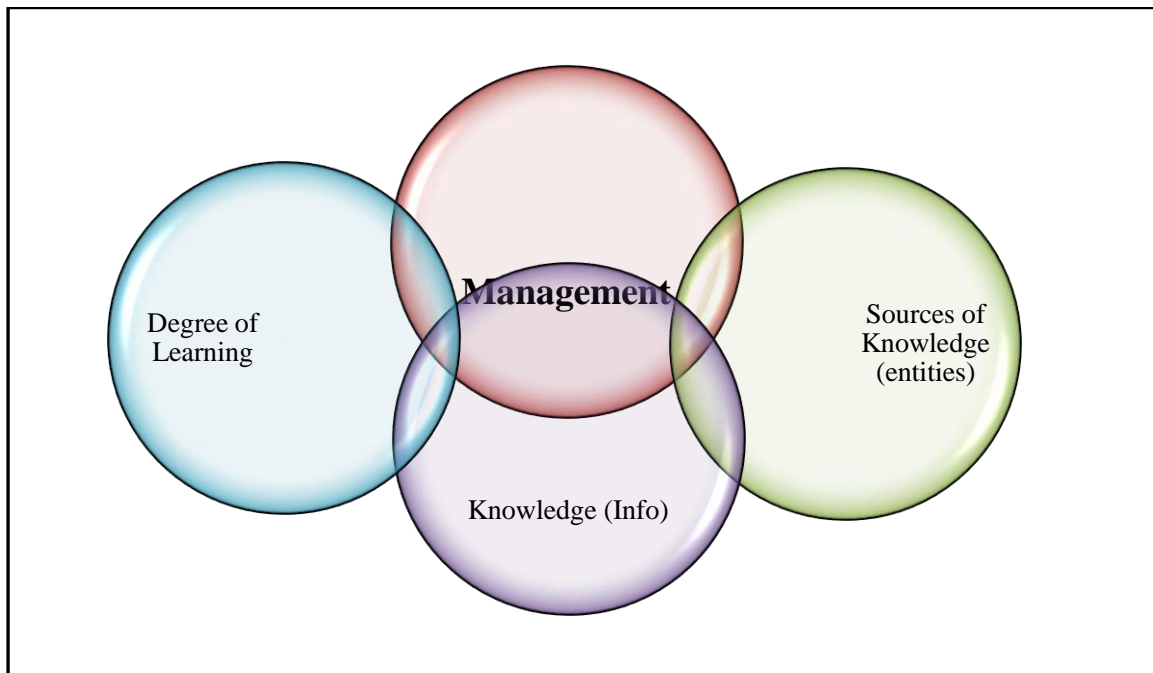 Management
Degree of
Learning
Sources of
Knowledge
(entities)
Knowledge (Info)